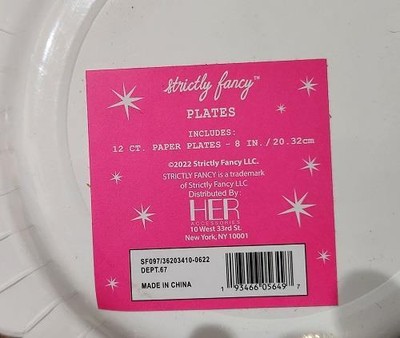 strictly fancy™
PLATES
INCLUDES:
12 CT. PAPER PLATES - 8 IN./20.32cm
©2022 Strictly Fancy LLC.
STRICTLY FANCY is a trademark
of Strictly Fancy LLC
Distributed By:
HER
ACCESSORIES
10 West 33rd St.
New York, NY 10001
SF097/36203410-0622
DEPT.67
MADE IN CHINA
1 93466 05649 7